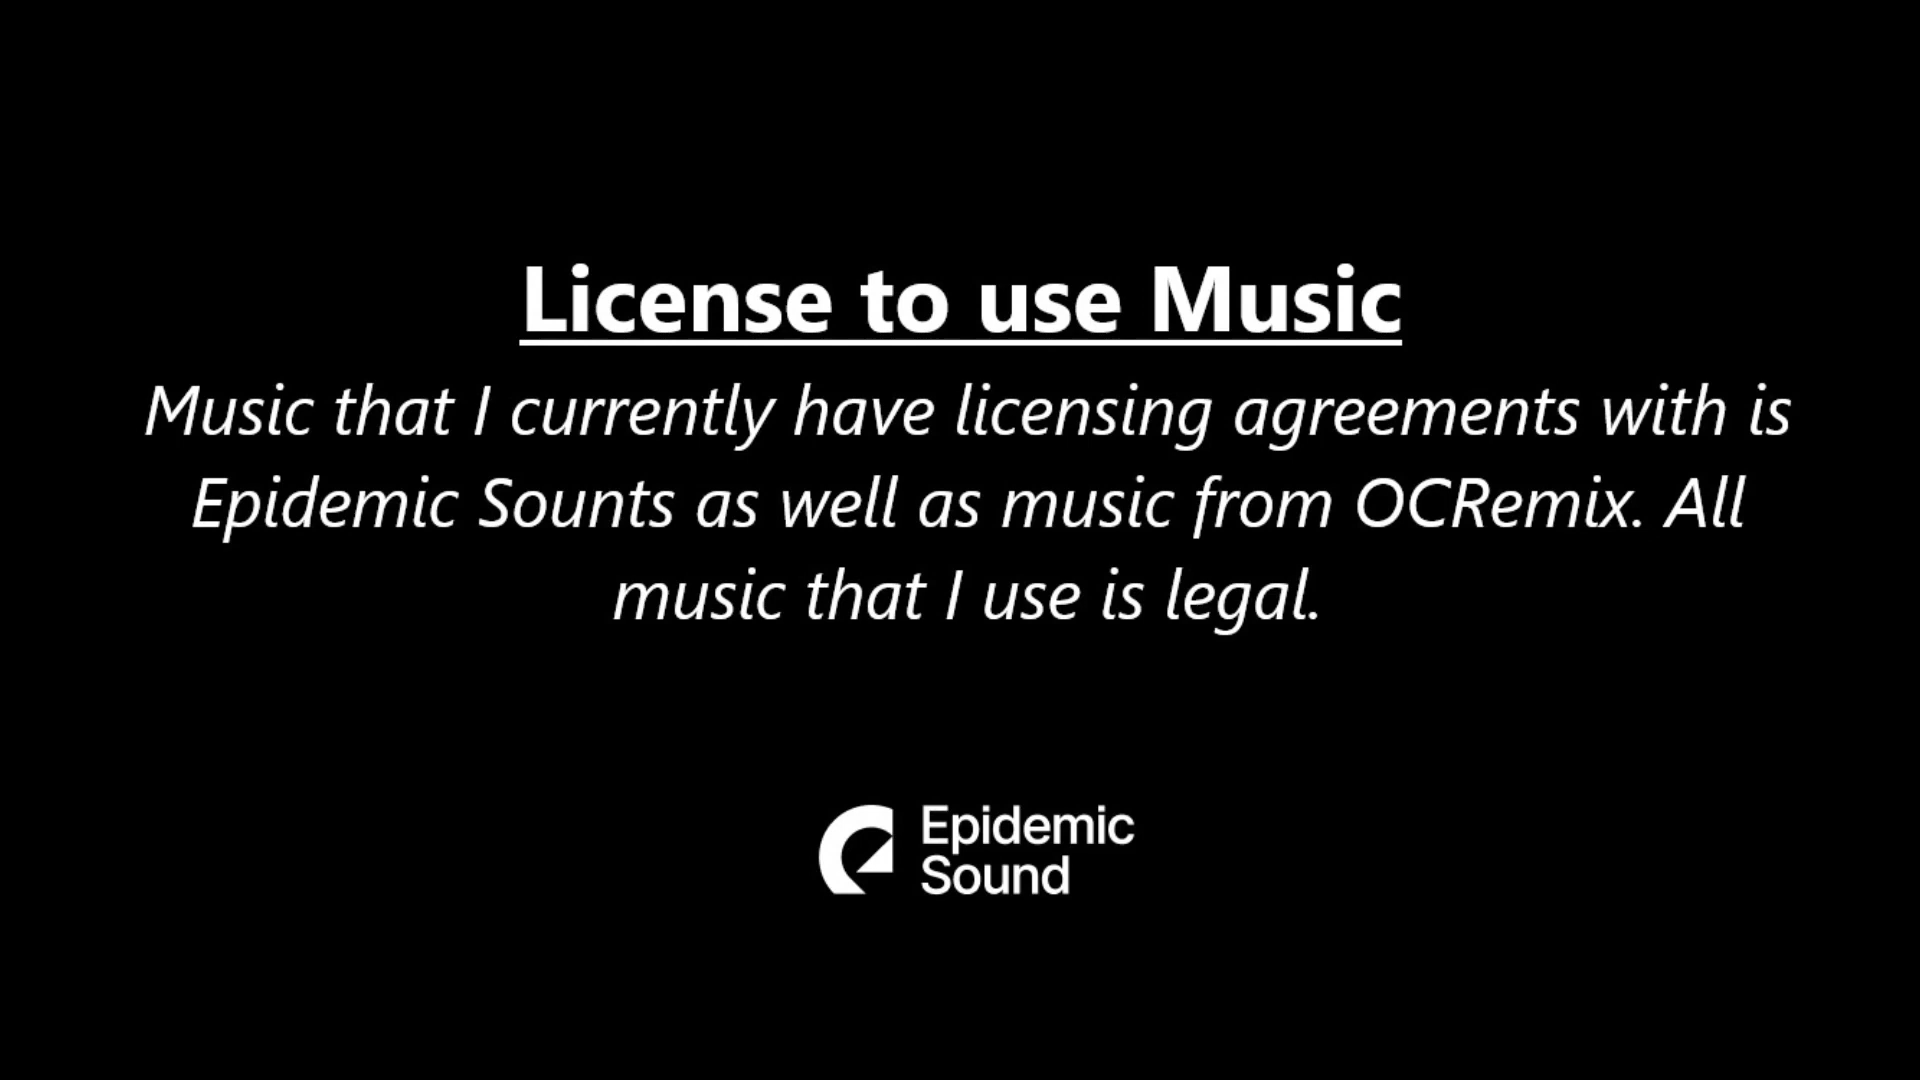 License to use Music
Music that I currently have licensing agreements with is
Epidemic Sounts as well as music from OCRemix. All
music that I use is legal.
Epidemic
Sound